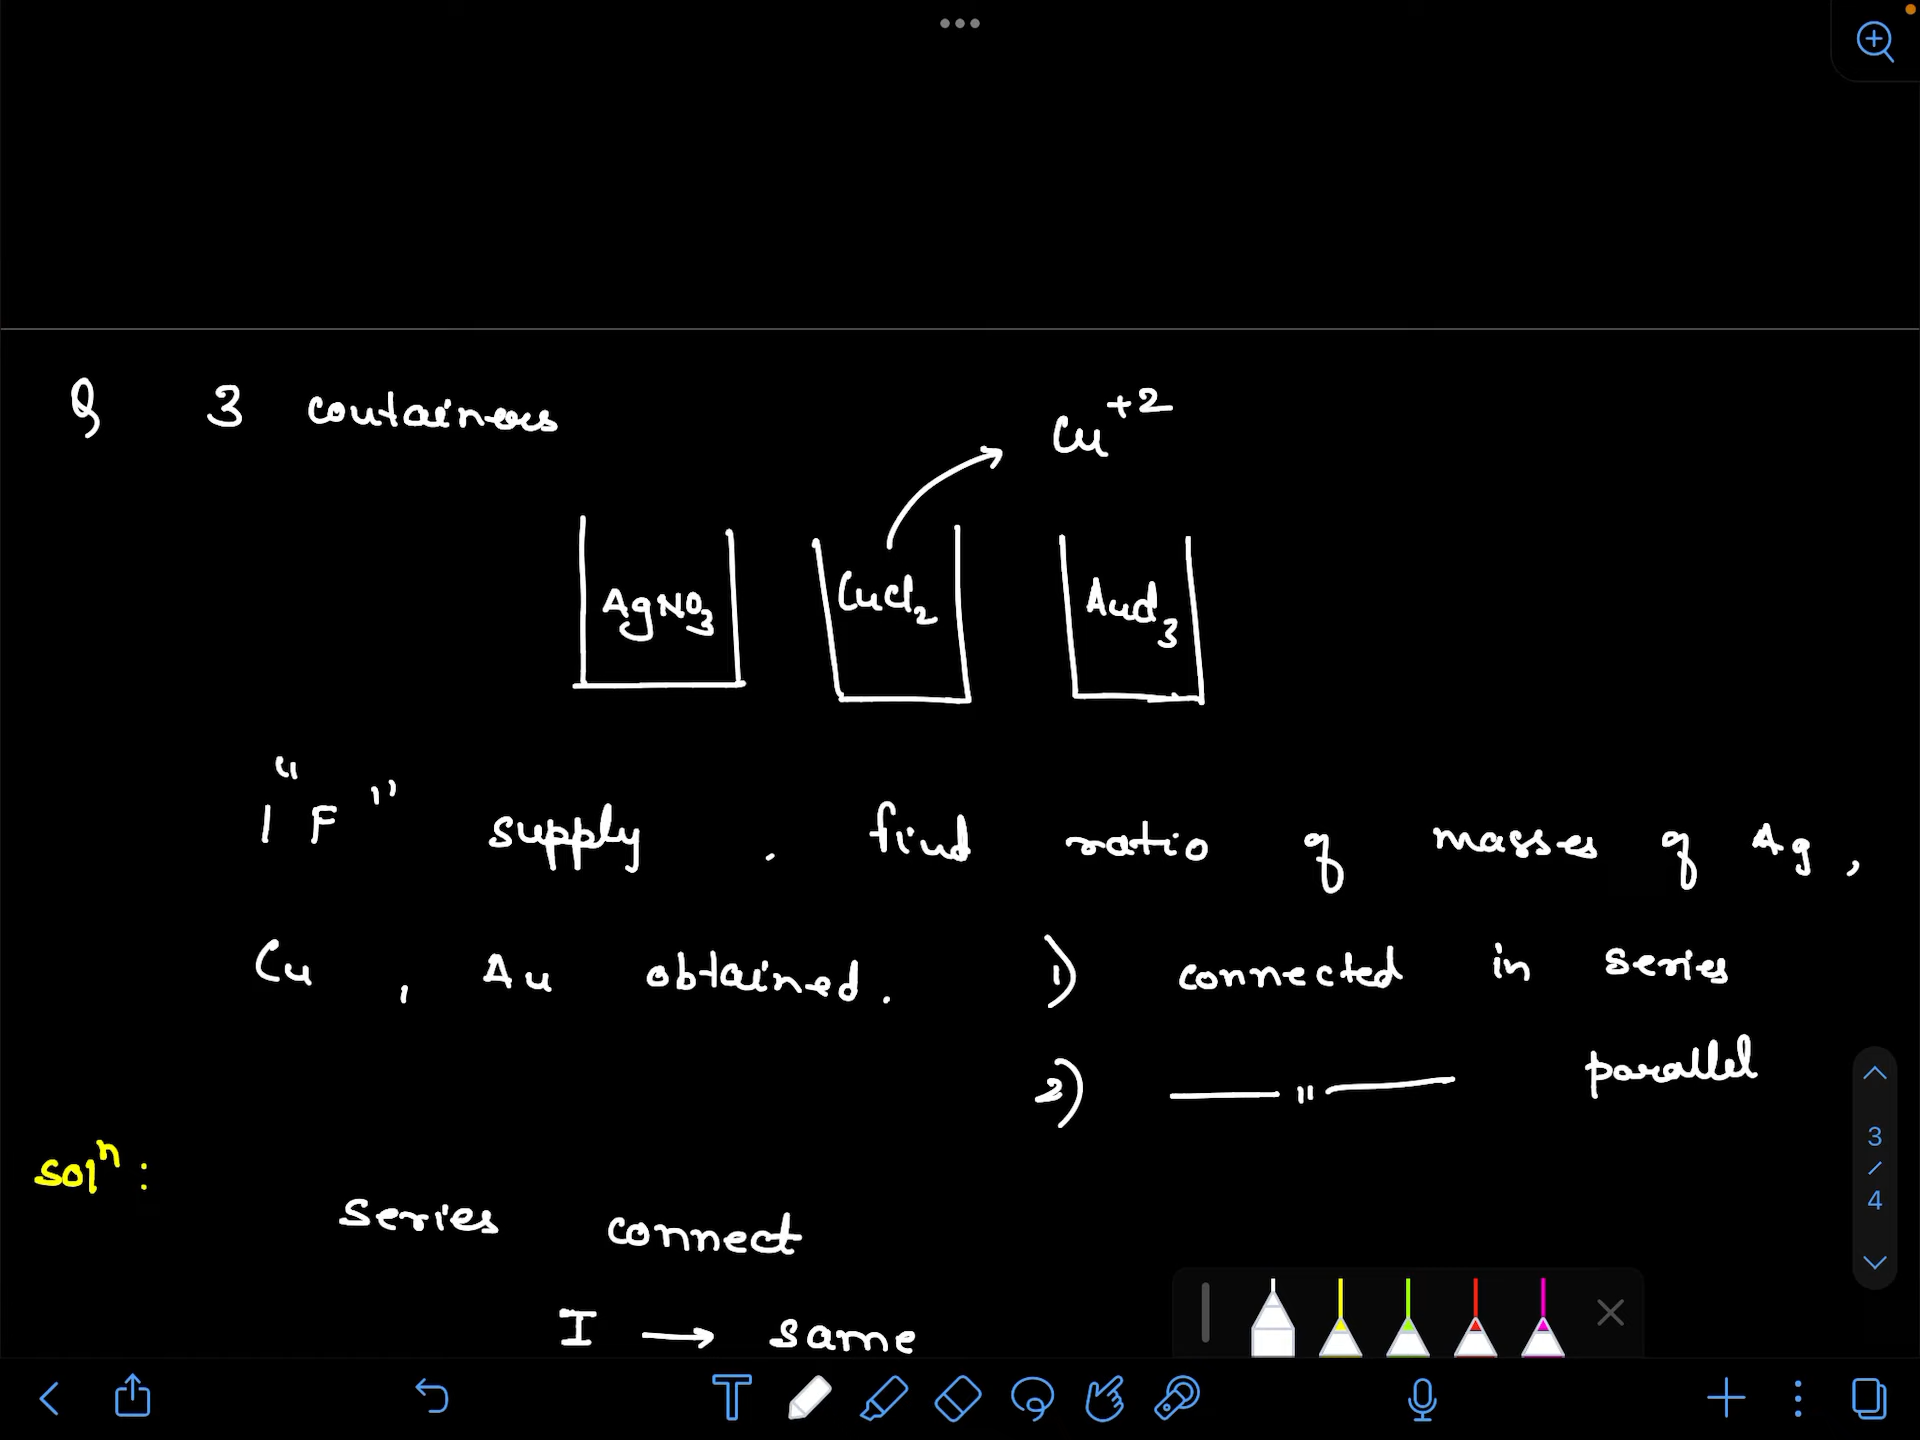 Q 3 containers
Cu+2
AgNO3 CuCl2 AuCl3
"1 F" supply . find ratio of masses of Ag,
Cu , Au obtained. 1) connected in series
2) —— " —— parallel
Soln :
series connect
I → same
3
/
4
T